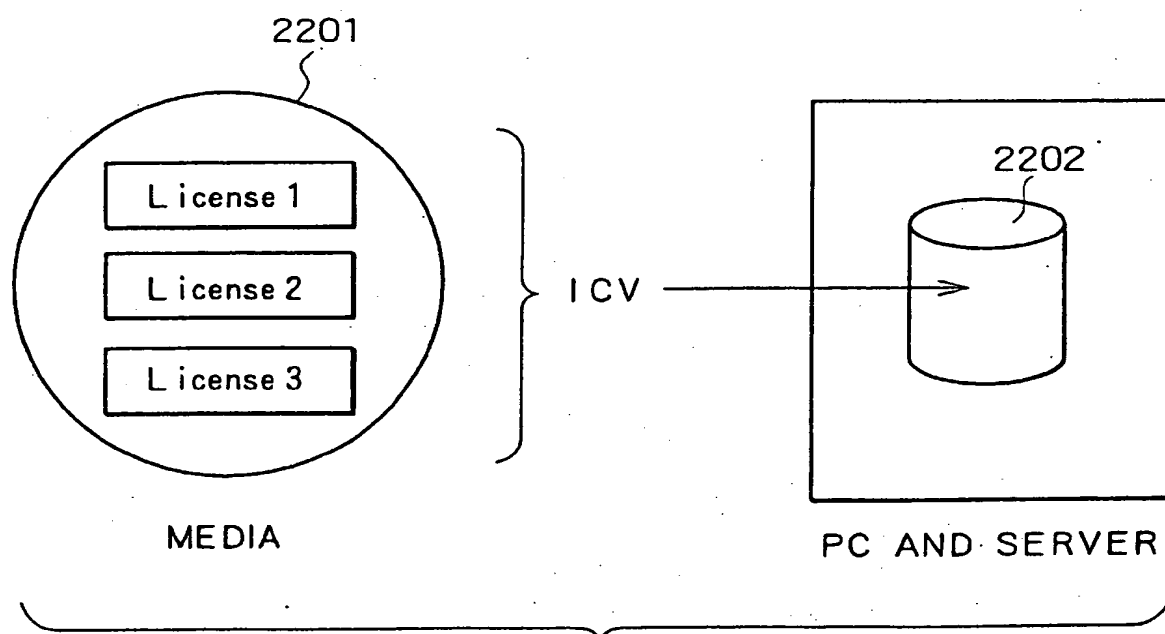 2201
License 1
License 2
License 3
ICV
2202
MEDIA
PC AND SERVER